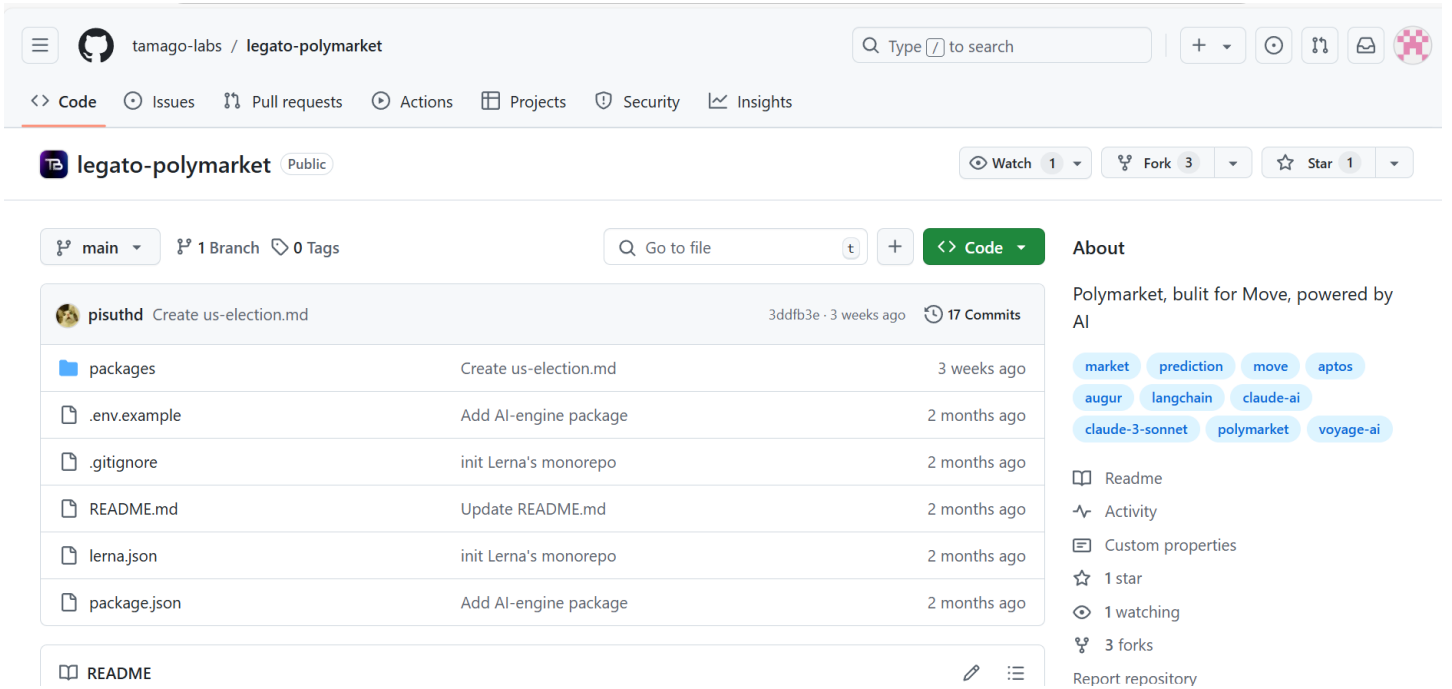 tamago-labs / legato-polymarket
Type / to search
Code Issues Pull requests Actions Projects Security Insights
TB legato-polymarket Public
Watch 1 Fork 3 Star 1
main 1 Branch 0 Tags
Go to file t
Code
pisuthd Create us-election.md 3ddfb3e · 3 weeks ago 17 Commits
packages Create us-election.md 3 weeks ago
.env.example Add AI-engine package 2 months ago
.gitignore init Lerna's monorepo 2 months ago
README.md Update README.md 2 months ago
lerna.json init Lerna's monorepo 2 months ago
package.json Add AI-engine package 2 months ago
README
About
Polymarket, bulit for Move, powered by
AI
market prediction move aptos
augur langchain claude-ai
claude-3-sonnet polymarket voyage-ai
Readme
Activity
Custom properties
1 star
1 watching
3 forks
Report repository